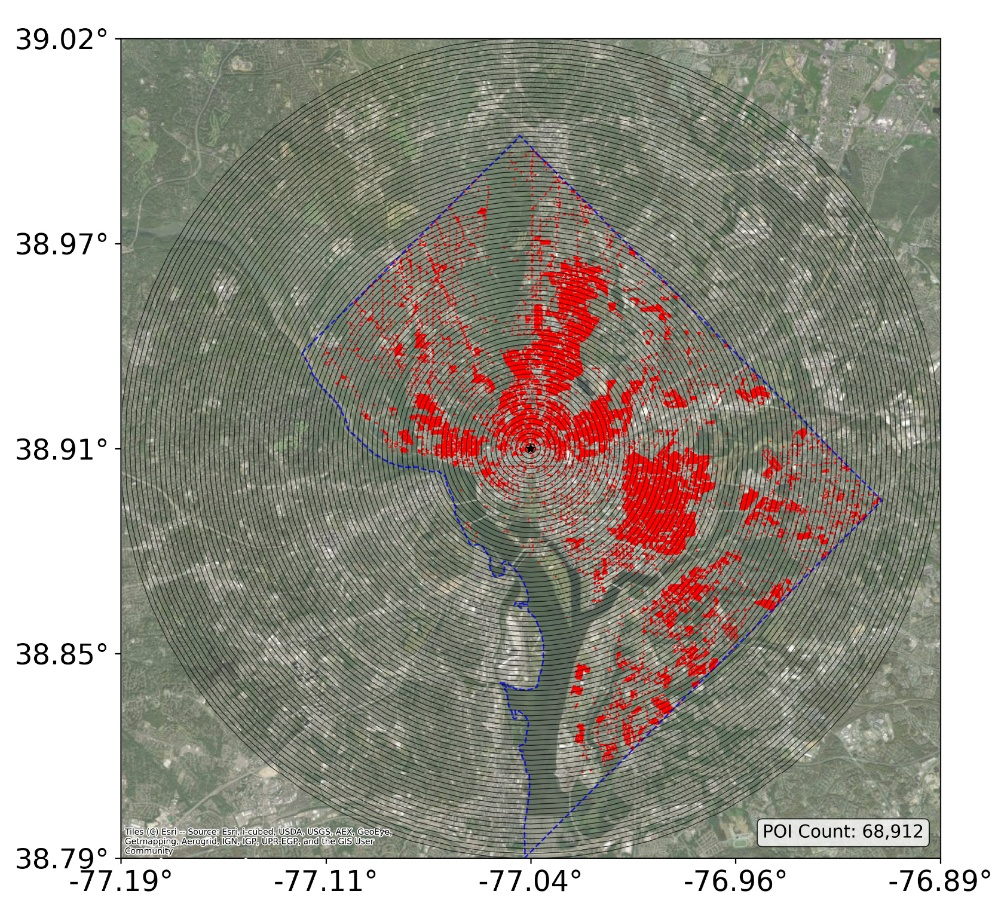 39.02°
38.97°
38.91°
38.85°
38.79°
Tiles (C) Esri -- Source: Esri, i-cubed, USDA, USGS, AEX, GeoEye,
Getmapping, Aerogrid, IGN, IGP, UPR-EGP, and the GIS User
Community
POI Count: 68,912
-77.19° -77.11° -77.04° -76.96° -76.89°